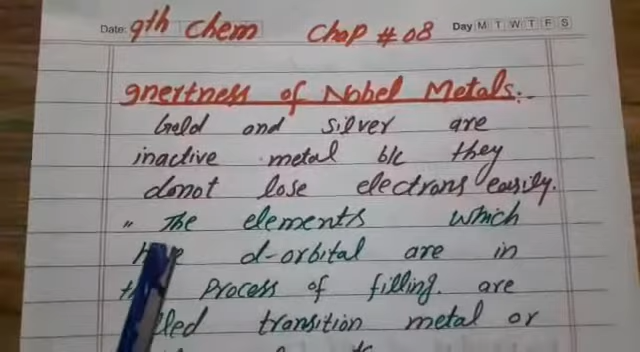 Date: 9th Chem Chap # 08 Day M T W T F S
Inertness of Nobel Metals:-
Gold and Silver are
inactive metal b/c they
donot lose electrons easily.
" The elements which
d-orbital are in
Process of filling. are
transition metal or